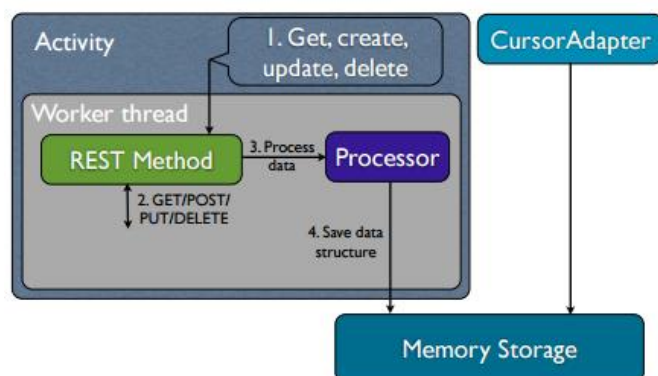 Activity
1. Get, create,
update, delete
CursorAdapter
Worker thread
REST Method
3. Process
data
Processor
2. GET/POST/
PUT/DELETE
4. Save data
structure
Memory Storage